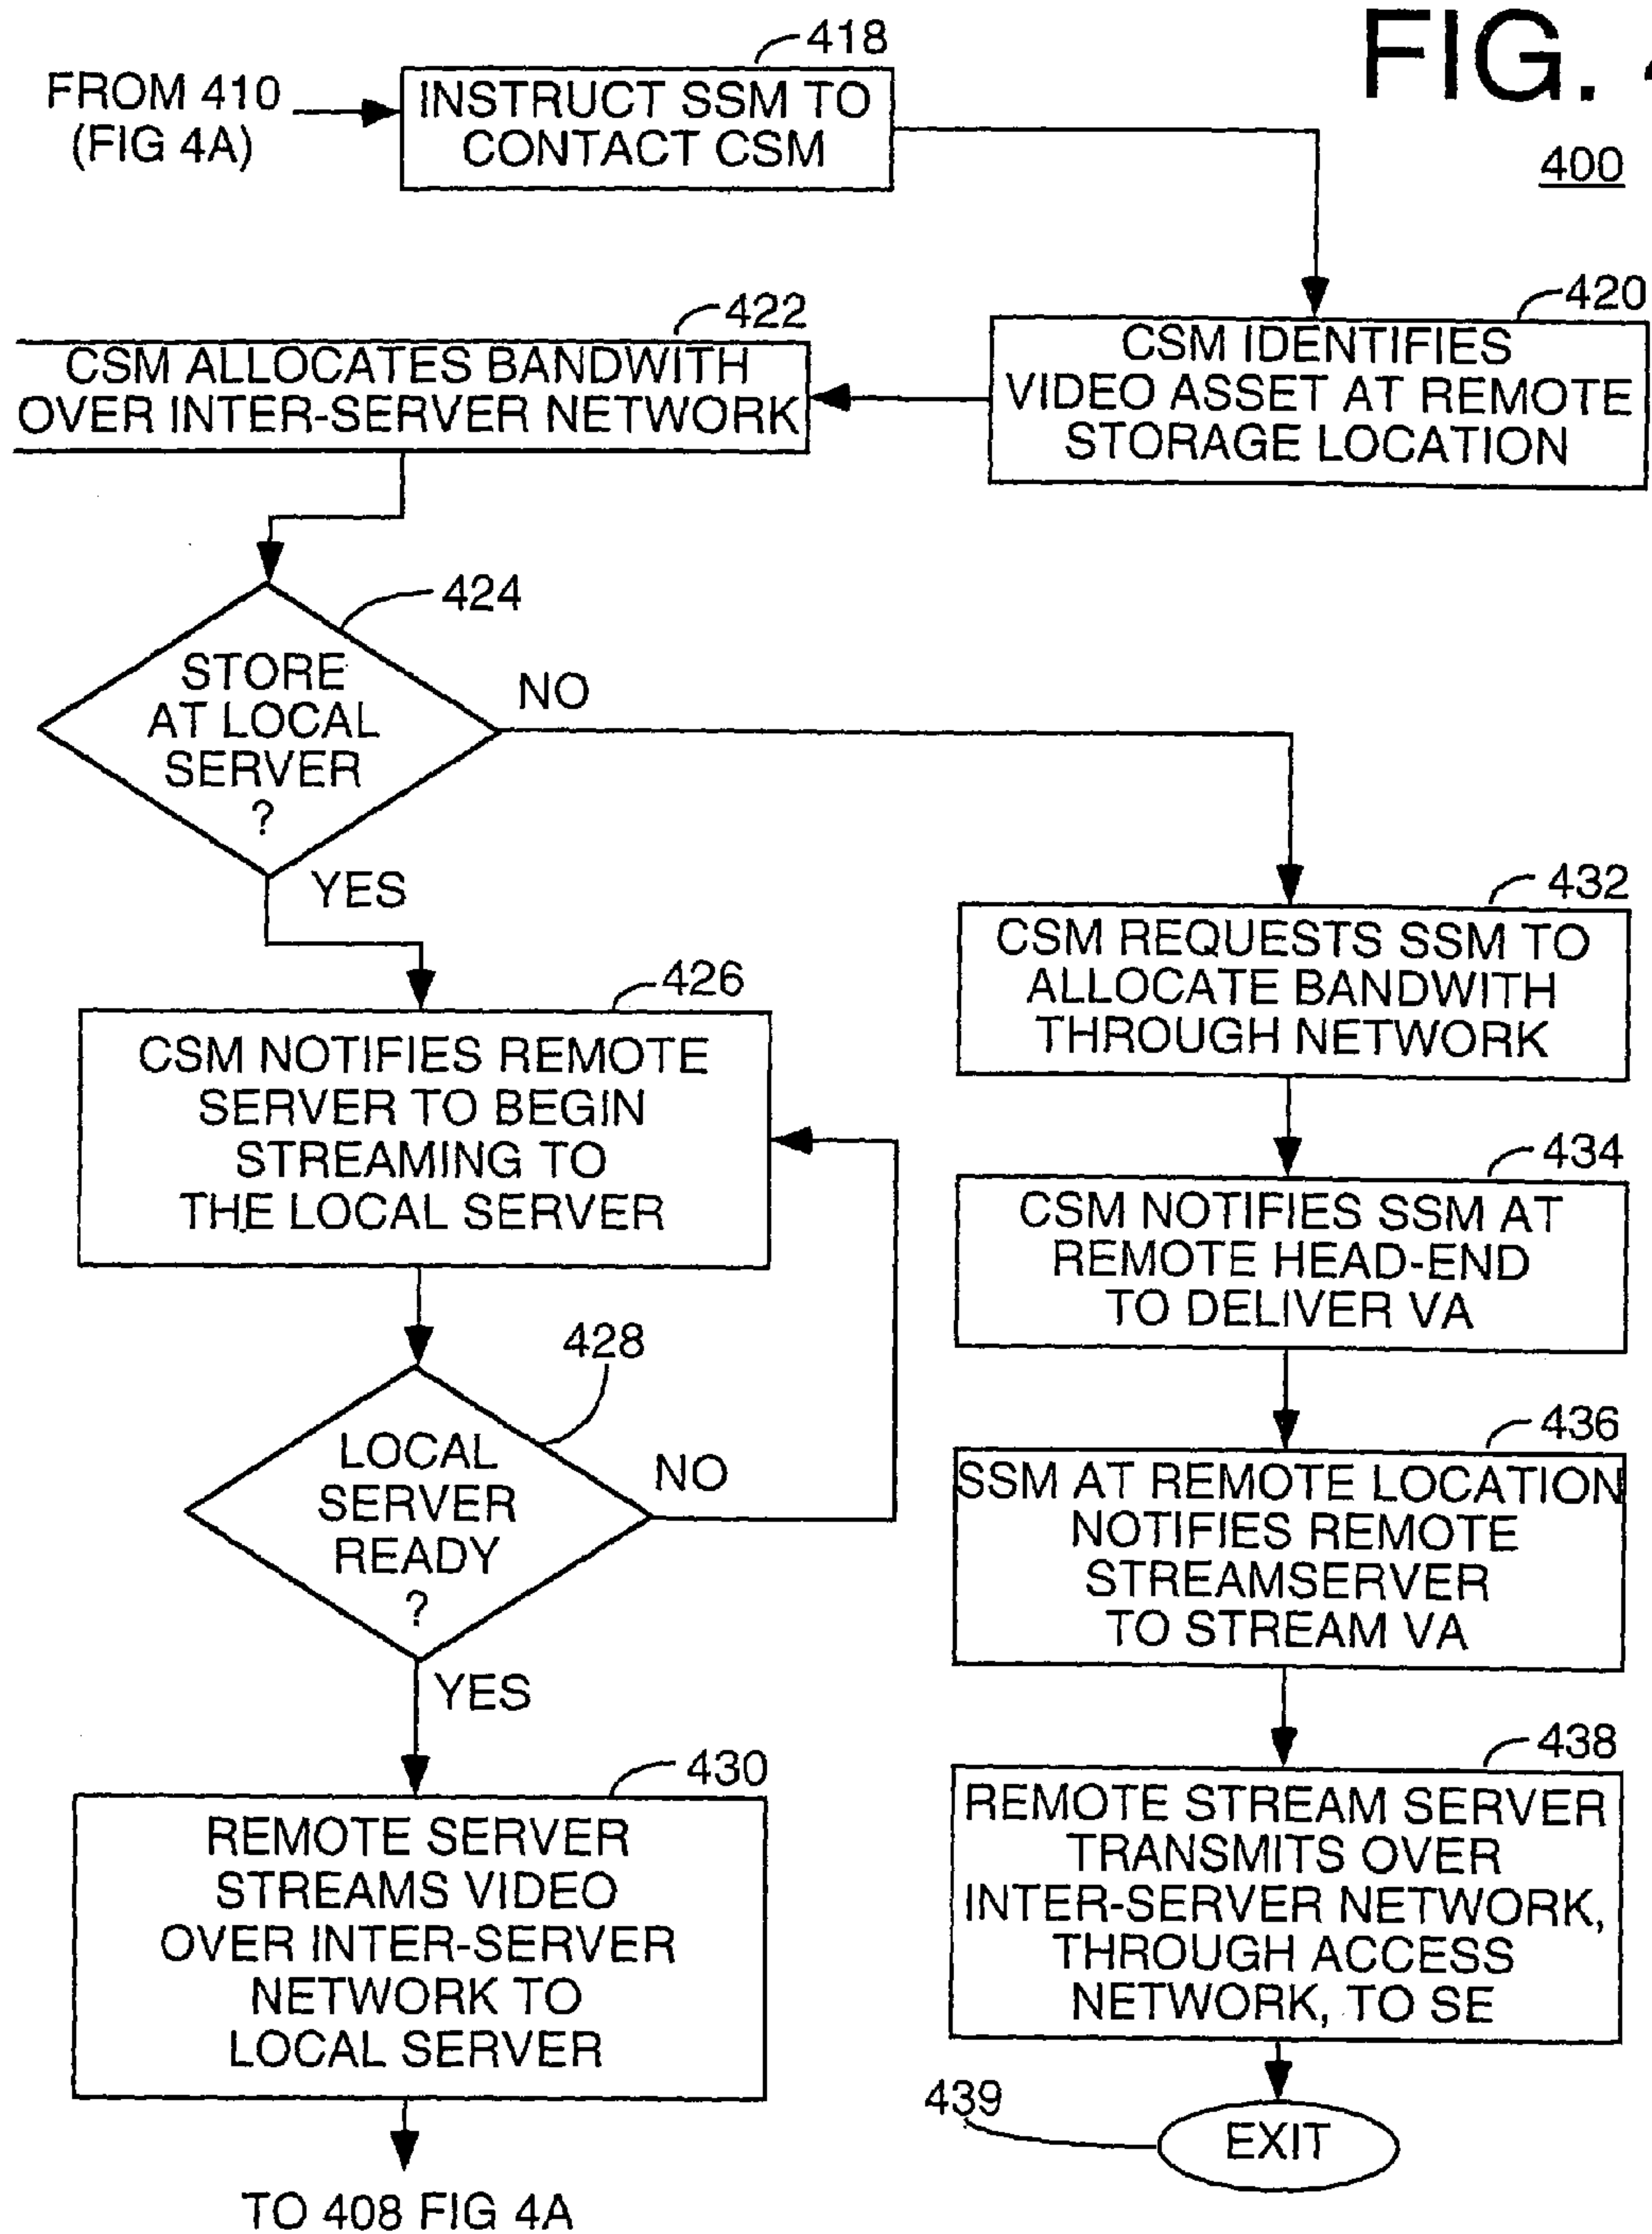 FIG. 4
400
418
FROM 410
(FIG 4A)
INSTRUCT SSM TO
CONTACT CSM
420
CSM IDENTIFIES
VIDEO ASSET AT REMOTE
STORAGE LOCATION
422
CSM ALLOCATES BANDWITH
OVER INTER-SERVER NETWORK
424
STORE
AT LOCAL
SERVER
?
NO
YES
426
CSM NOTIFIES REMOTE
SERVER TO BEGIN
STREAMING TO
THE LOCAL SERVER
428
LOCAL
SERVER
READY
?
NO
YES
430
REMOTE SERVER
STREAMS VIDEO
OVER INTER-SERVER
NETWORK TO
LOCAL SERVER
TO 408 FIG 4A
432
CSM REQUESTS SSM TO
ALLOCATE BANDWITH
THROUGH NETWORK
434
CSM NOTIFIES SSM AT
REMOTE HEAD-END
TO DELIVER VA
436
SSM AT REMOTE LOCATION
NOTIFIES REMOTE
STREAMSERVER
TO STREAM VA
438
REMOTE STREAM SERVER
TRANSMITS OVER
INTER-SERVER NETWORK,
THROUGH ACCESS
NETWORK, TO SE
439
EXIT